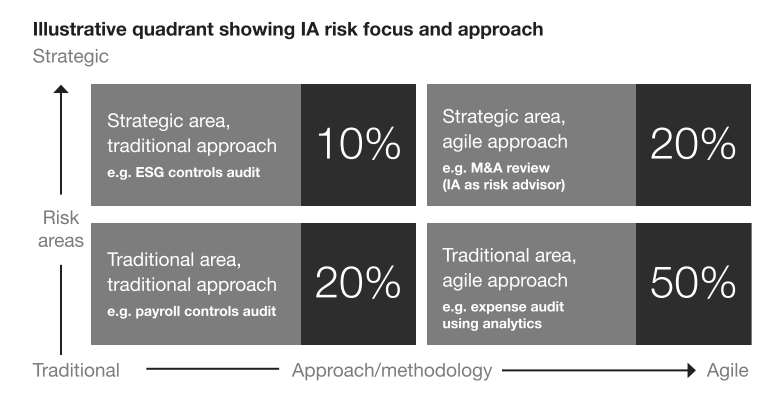 Illustrative quadrant showing IA risk focus and approach
Strategic
Strategic area,
traditional approach
e.g. ESG controls audit
10%
Strategic area,
agile approach
e.g. M&A review
(IA as risk advisor)
20%
Risk
areas
Traditional area,
traditional approach
e.g. payroll controls audit
20%
Traditional area,
agile approach
e.g. expense audit
using analytics
50%
Traditional
Approach/methodology
Agile